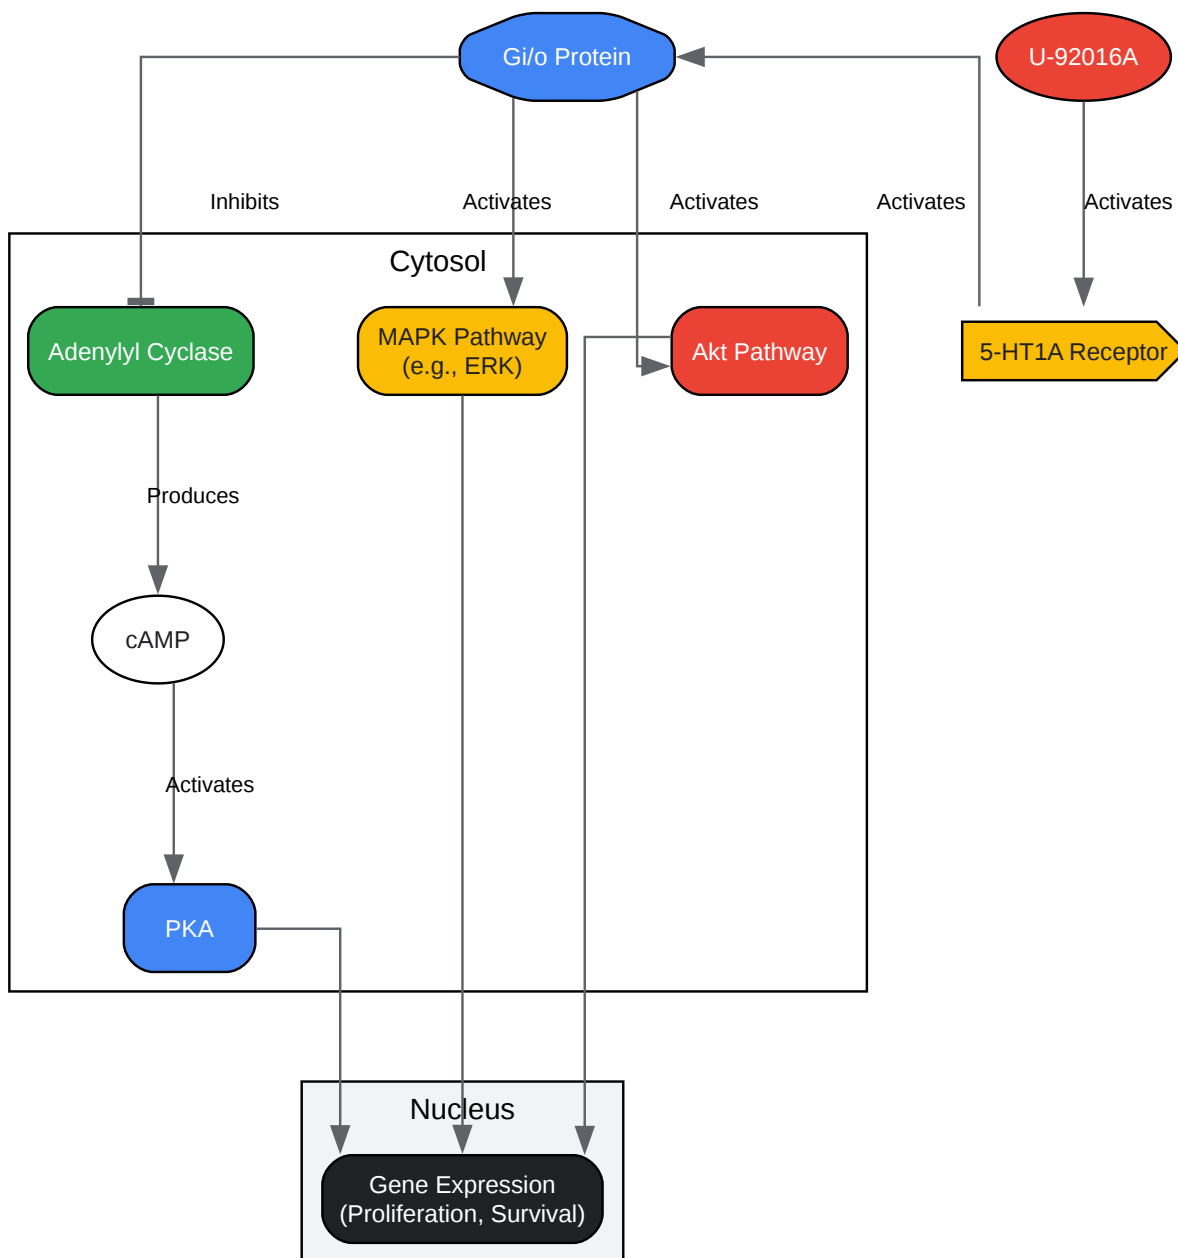 Gi/o Protein
U-92016A
Inhibits
Activates
Activates
Activates
Activates
Cytosol
Adenylyl Cyclase
MAPK Pathway
(e.g., ERK)
Akt Pathway
5-HT1A Receptor
Produces
cAMP
Activates
PKA
Nucleus
Gene Expression
(Proliferation, Survival)